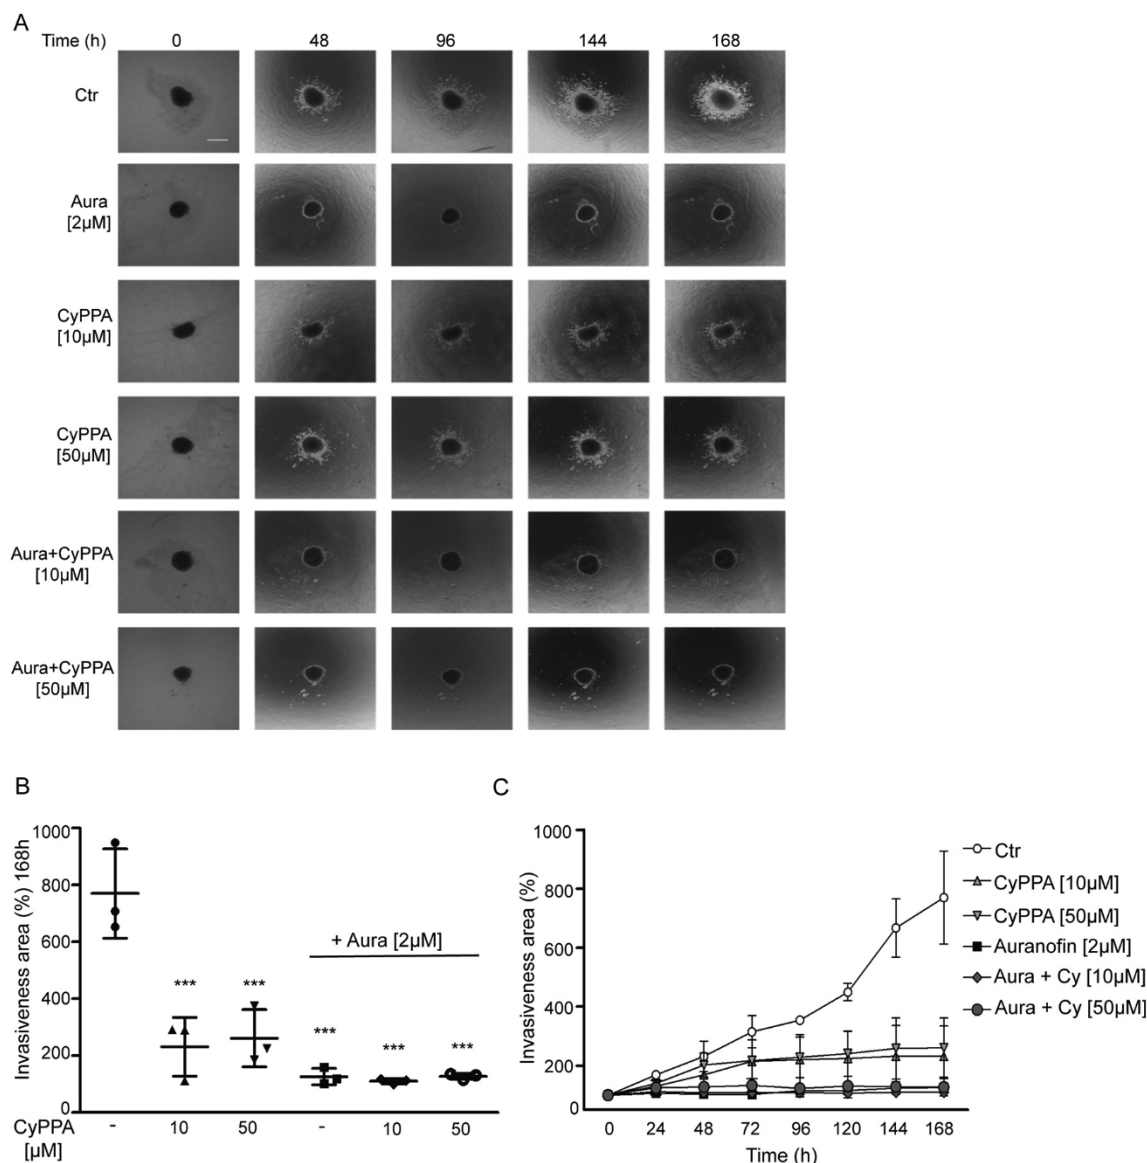 A
Time (h) 0 48 96 144 168
Ctr
Aura
[2µM]
CyPPA
[10µM]
CyPPA
[50µM]
Aura+CyPPA
[10µM]
Aura+CyPPA
[50µM]
B
Invasiveness area (%) 168h
1000
800
600
400
200
0
+ Aura [2µM]
***
***
***
***
***
CyPPA
[µM]
- 10 50 - 10 50
C
Invasiveness area (%)
1000
800
600
400
200
0
0 24 48 72 96 120 144 168
Time (h)
Ctr
CyPPA [10µM]
CyPPA [50µM]
Auranofin [2µM]
Aura + Cy [10µM]
Aura + Cy [50µM]